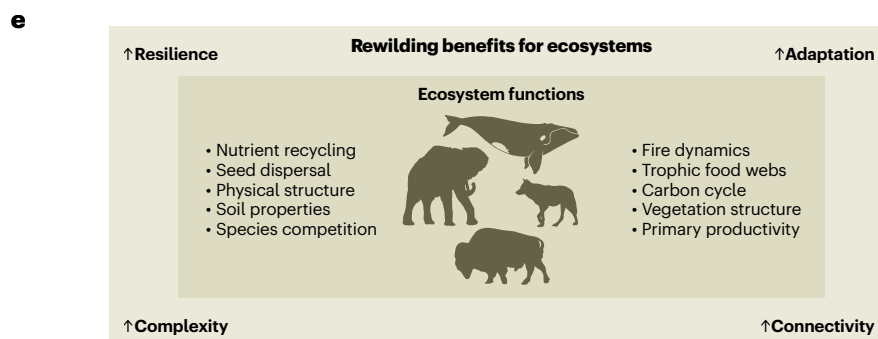 e
Rewilding benefits for ecosystems
↑Resilience
↑Adaptation
Ecosystem functions
• Nutrient recycling
• Seed dispersal
• Physical structure
• Soil properties
• Species competition
• Fire dynamics
• Trophic food webs
• Carbon cycle
• Vegetation structure
• Primary productivity
↑Complexity
↑Connectivity